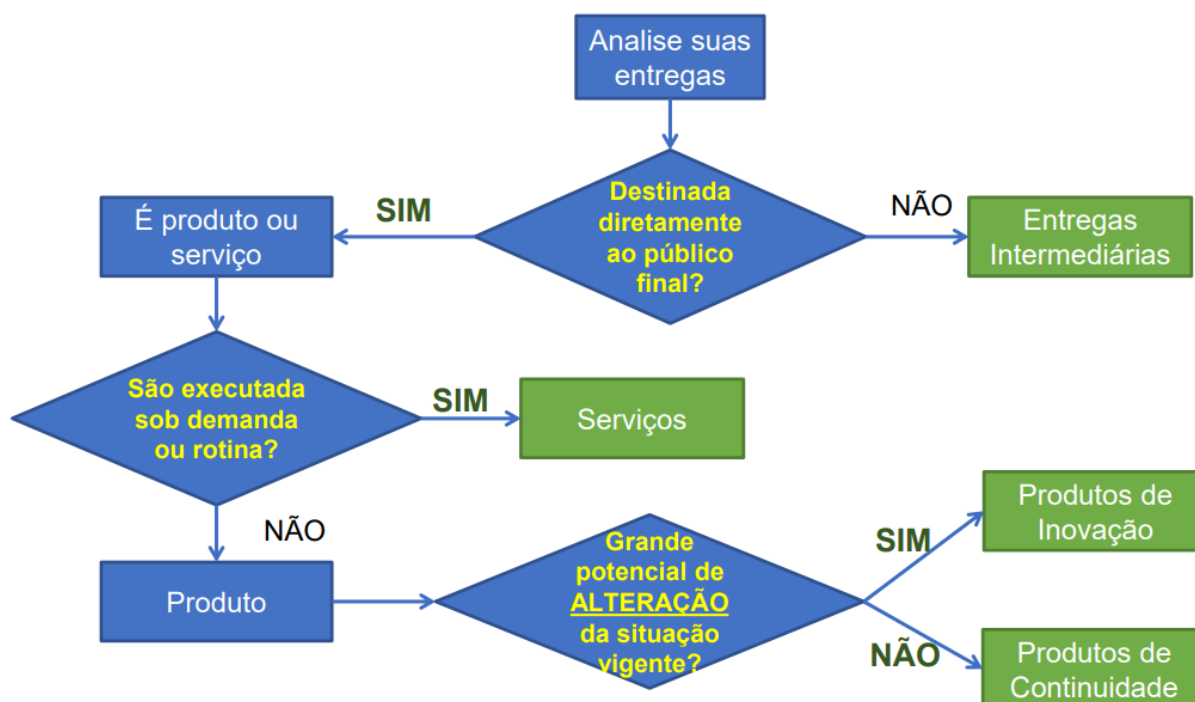 Analise suas
entregas
Destinada
diretamente
ao público
final?
SIM
NÃO
É produto ou
serviço
Entregas
Intermediárias
São executada
sob demanda
ou rotina?
SIM
Serviços
NÃO
Produto
Grande
potencial de
ALTERAÇÃO
da situação
vigente?
SIM
Produtos de
Inovação
NÃO
Produtos de
Continuidade